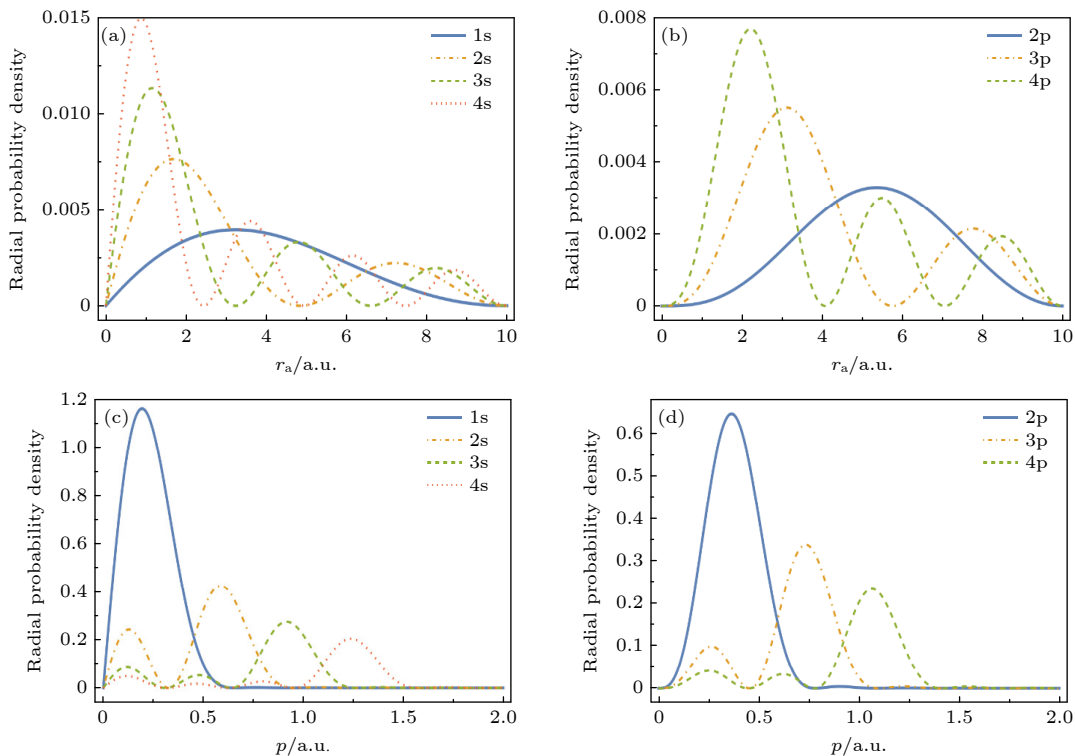 (a)
1s
2s
3s
4s
Radial probability density
0.015
0.010
0.005
0
0 2 4 6 8 10
ra/a.u.
(b)
2p
3p
4p
Radial probability density
0.008
0.006
0.004
0.002
0
0 2 4 6 8 10
ra/a.u.
(c)
1s
2s
3s
4s
Radial probability density
1.2
1.0
0.8
0.6
0.4
0.2
0
0 0.5 1.0 1.5 2.0
p/a.u.
(d)
2p
3p
4p
Radial probability density
0.6
0.5
0.4
0.3
0.2
0.1
0
0 0.5 1.0 1.5 2.0
p/a.u.